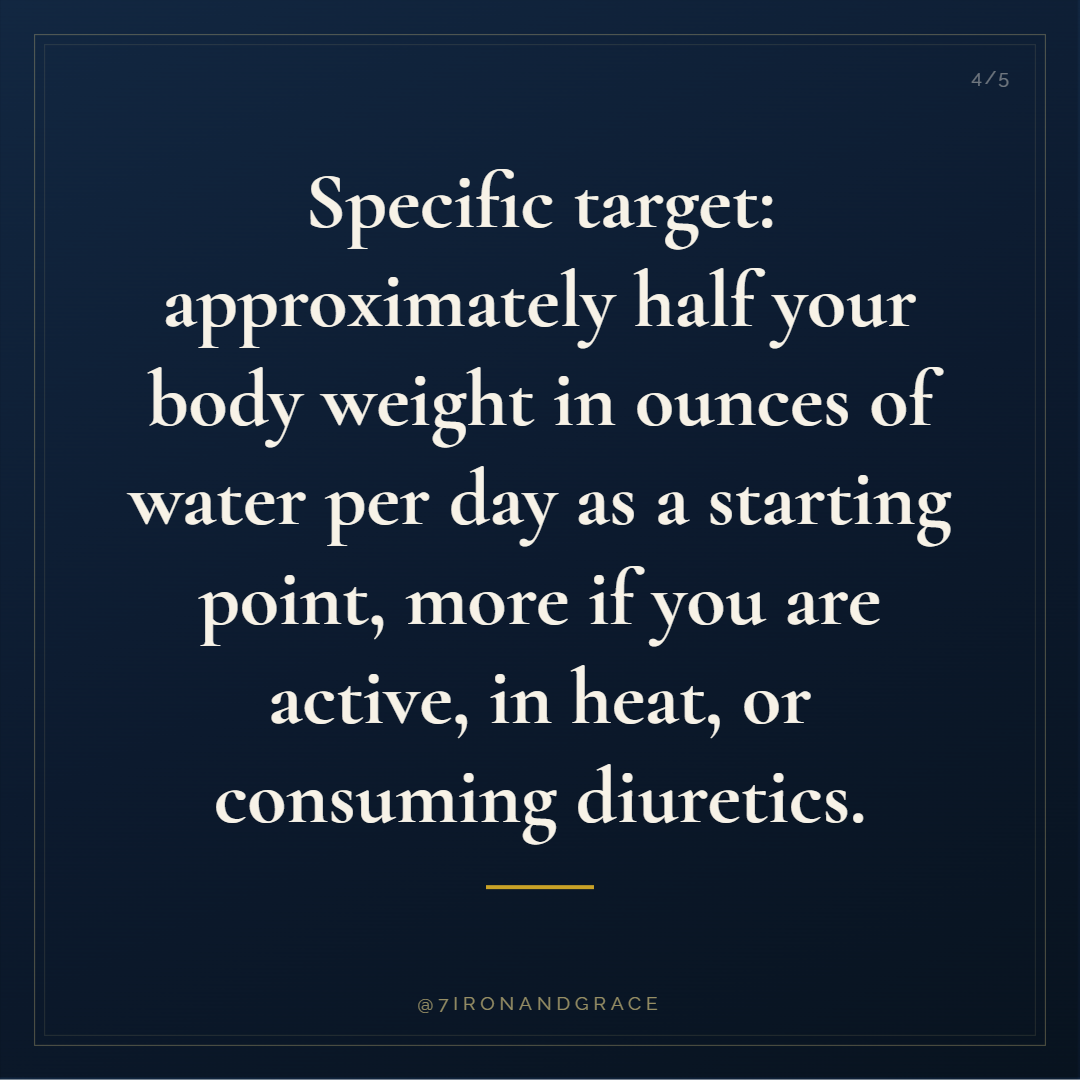 4/5
Specific target:
approximately half your
body weight in ounces of
water per day as a starting
point, more if you are
active, in heat, or
consuming diuretics.
@7IRONANDGRACE